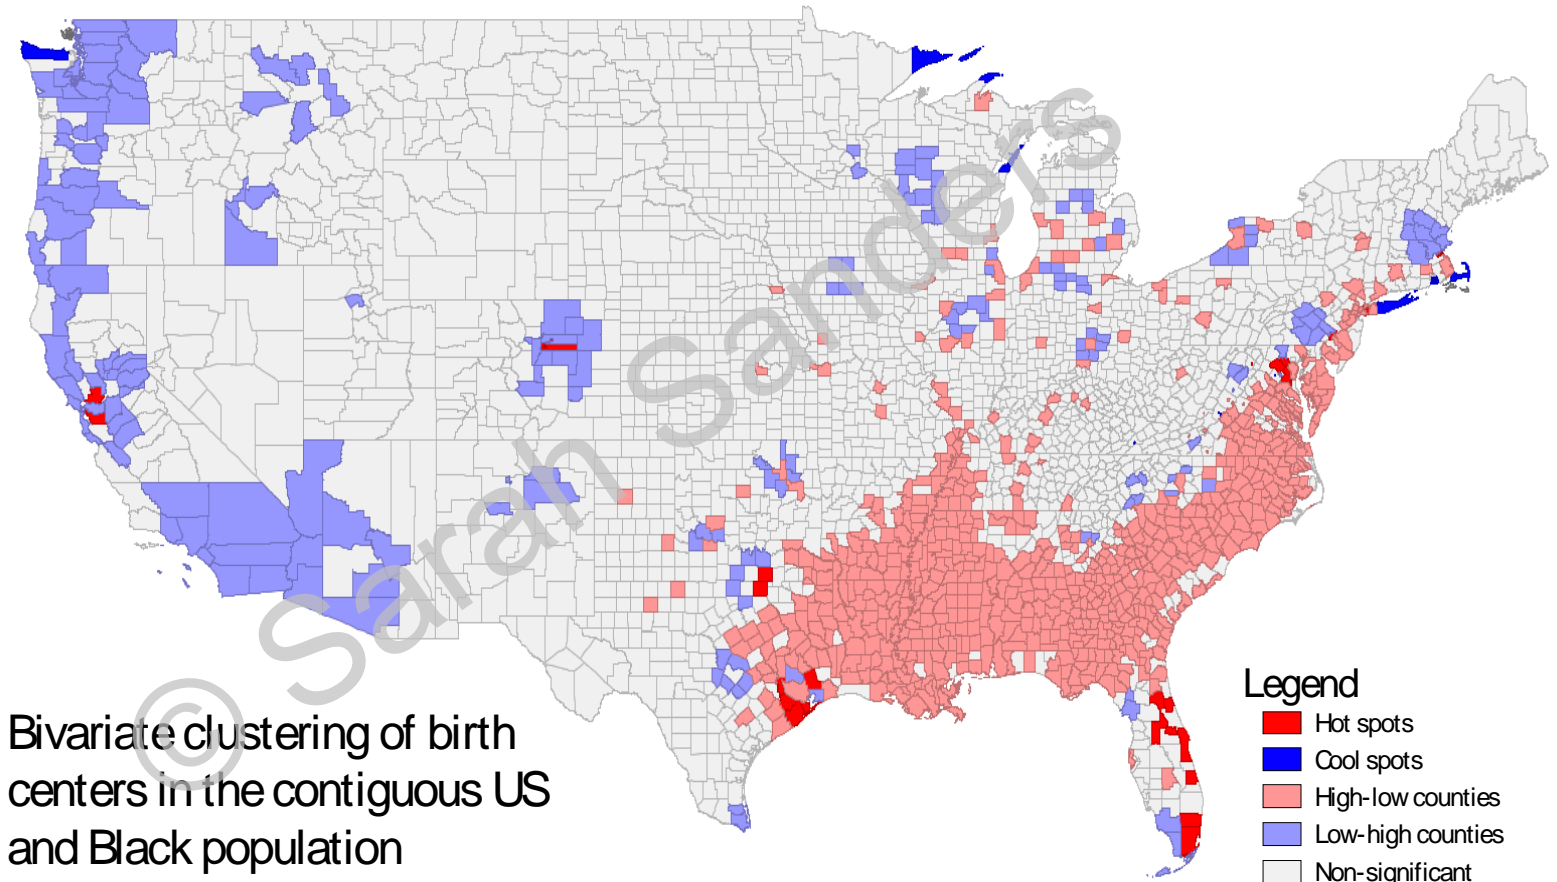 © Sarah Sanders
Bivariate clustering of birth
centers in the contiguous US
and Black population
Legend
Hot spots
Cool spots
High-low counties
Low-high counties
Non-significant